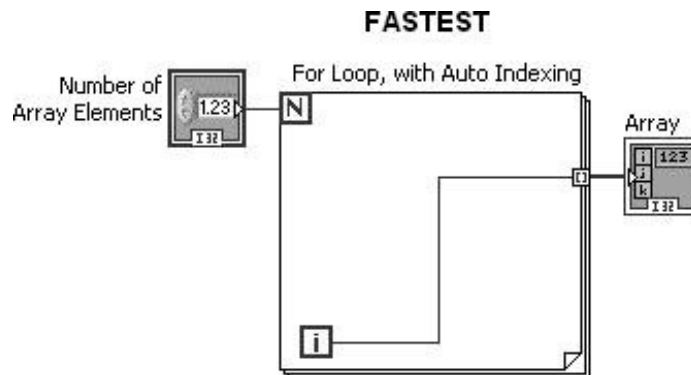 FASTEST
For Loop, with Auto Indexing
Number of
Array Elements
1.23
I32
N
Array
i
123
j
k
I32
i